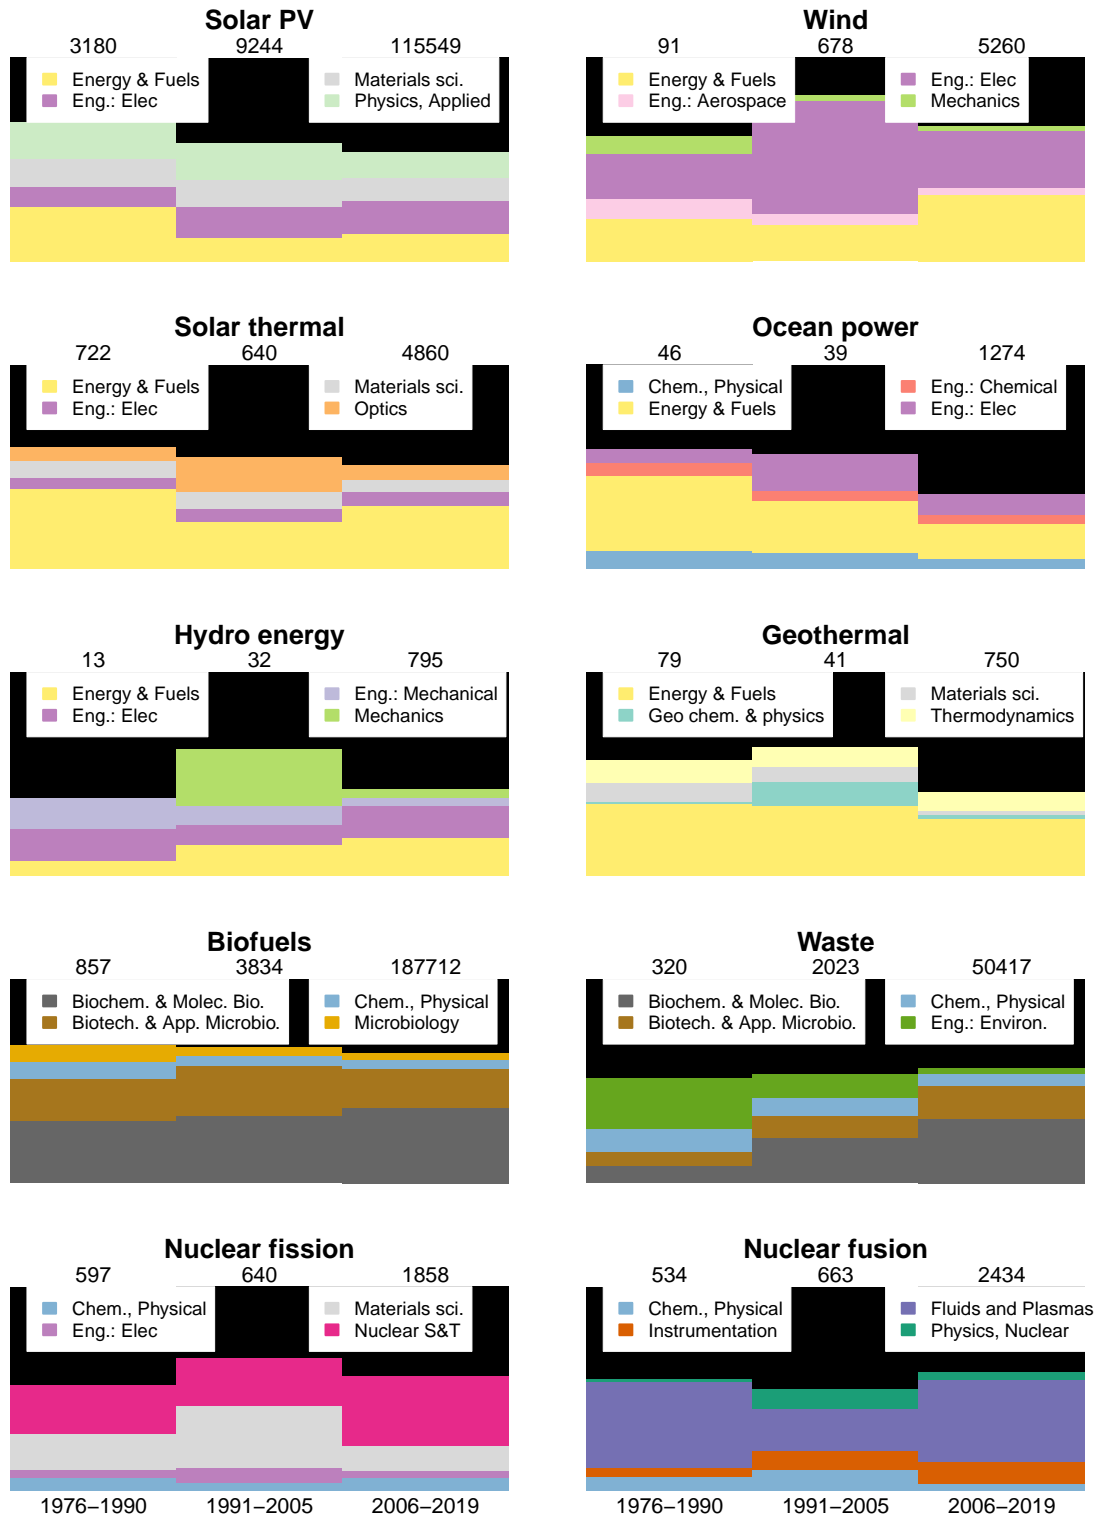 Solar PV
3180 9244 115549
Energy & Fuels
Eng.: Elec
Materials sci.
Physics, Applied
Wind
91 678 5260
Energy & Fuels
Eng.: Aerospace
Eng.: Elec
Mechanics
Solar thermal
722 640 4860
Energy & Fuels
Eng.: Elec
Materials sci.
Optics
Ocean power
46 39 1274
Chem., Physical
Energy & Fuels
Eng.: Chemical
Eng.: Elec
Hydro energy
13 32 795
Energy & Fuels
Eng.: Elec
Eng.: Mechanical
Mechanics
Geothermal
79 41 750
Energy & Fuels
Geo chem. & physics
Materials sci.
Thermodynamics
Biofuels
857 3834 187712
Biochem. & Molec. Bio.
Biotech. & App. Microbio.
Chem., Physical
Microbiology
Waste
320 2023 50417
Biochem. & Molec. Bio.
Biotech. & App. Microbio.
Chem., Physical
Eng.: Environ.
Nuclear fission
597 640 1858
Chem., Physical
Eng.: Elec
Materials sci.
Nuclear S&T
1976–1990 1991–2005 2006–2019
Nuclear fusion
534 663 2434
Chem., Physical
Instrumentation
Fluids and Plasmas
Physics, Nuclear
1976–1990 1991–2005 2006–2019